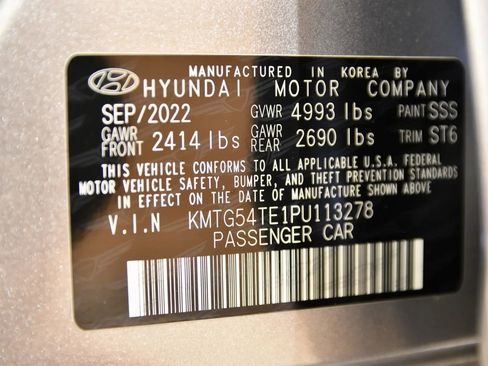 MANUFACTURED IN KOREA BY
HYUNDAI MOTOR COMPANY
SEP/2022 GVWR 4993 lbs PAINT SSS
GAWR FRONT 2414 lbs GAWR REAR 2690 lbs TRIM ST6
THIS VEHICLE CONFORMS TO ALL APPLICABLE U.S.A. FEDERAL
MOTOR VEHICLE SAFETY, BUMPER, AND THEFT PREVENTION STANDARDS
IN EFFECT ON THE DATE OF MANUFACTURE SHOWN ABOVE.
V.I.N KMTG54TE1PU113278
PASSENGER CAR